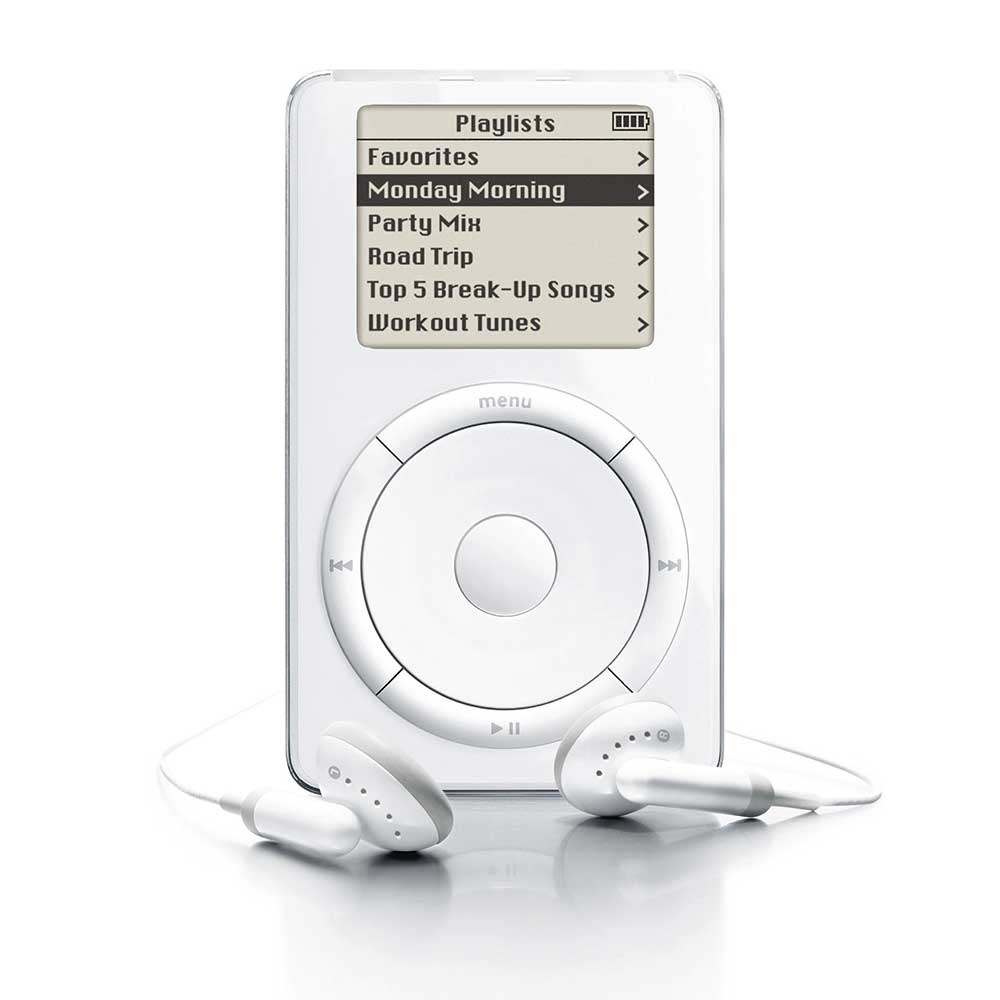 Playlists
Favorites >
Monday Morning >
Party Mix >
Road Trip >
Top 5 Break-Up Songs >
Workout Tunes >
menu
L
R